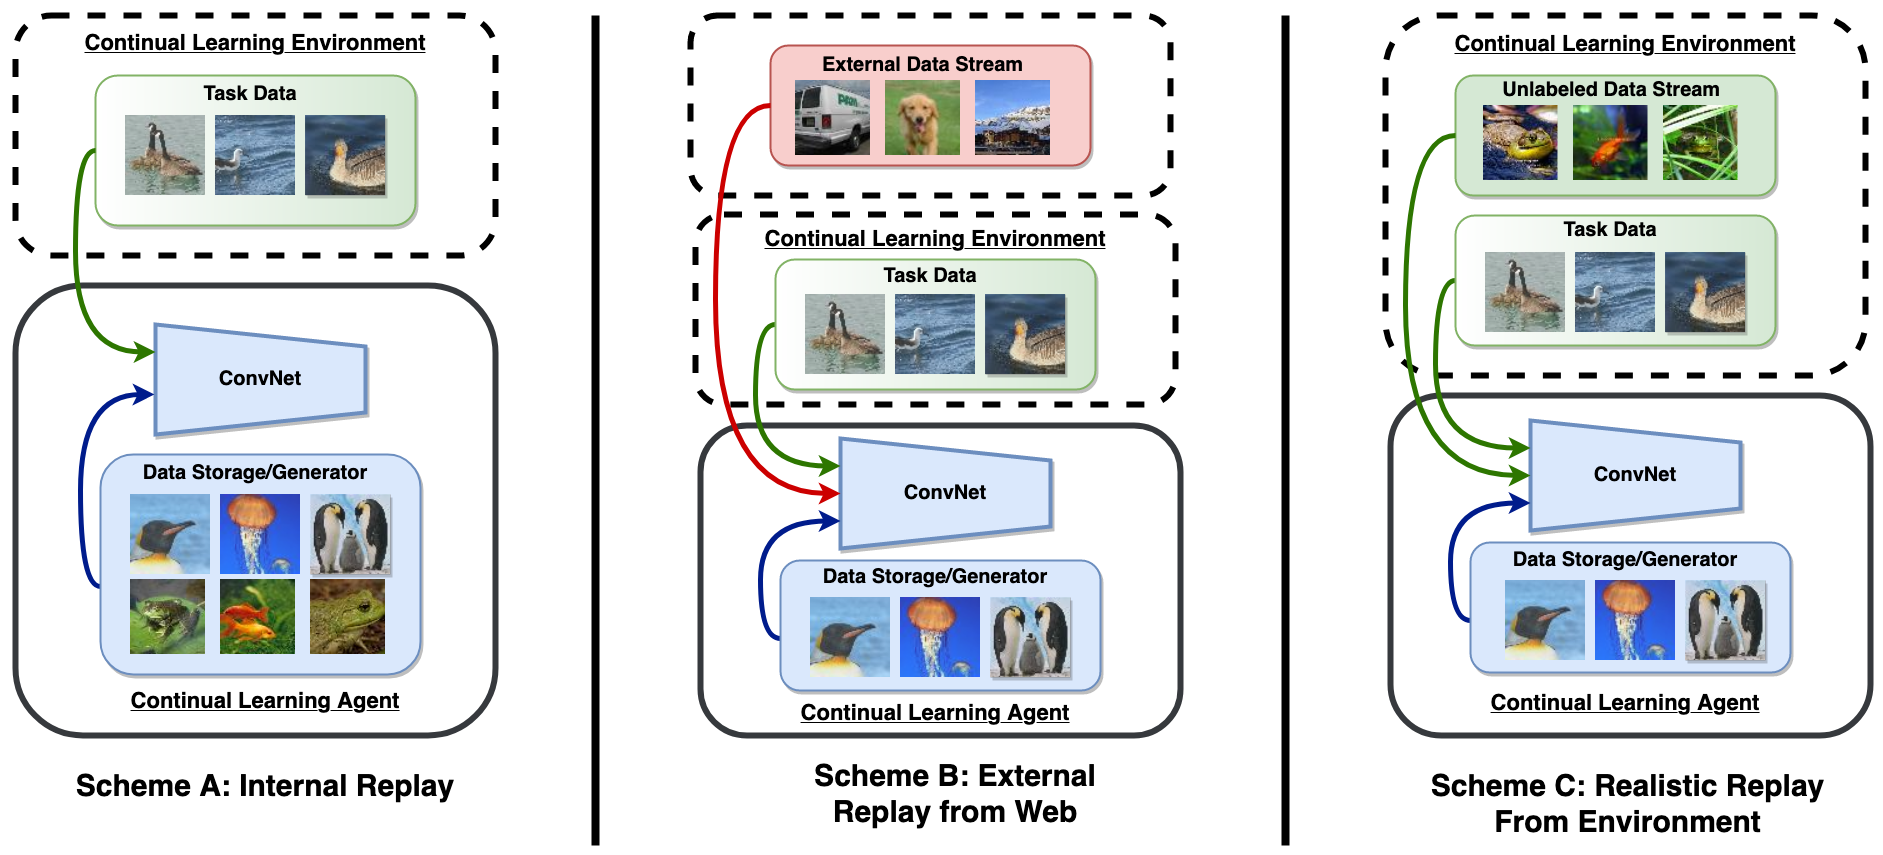 Continual Learning Environment
Task Data
ConvNet
Data Storage/Generator
Continual Learning Agent
Scheme A: Internal Replay
External Data Stream
Continual Learning Environment
Task Data
ConvNet
Data Storage/Generator
Continual Learning Agent
Scheme B: External
Replay from Web
Continual Learning Environment
Unlabeled Data Stream
Task Data
ConvNet
Data Storage/Generator
Continual Learning Agent
Scheme C: Realistic Replay
From Environment